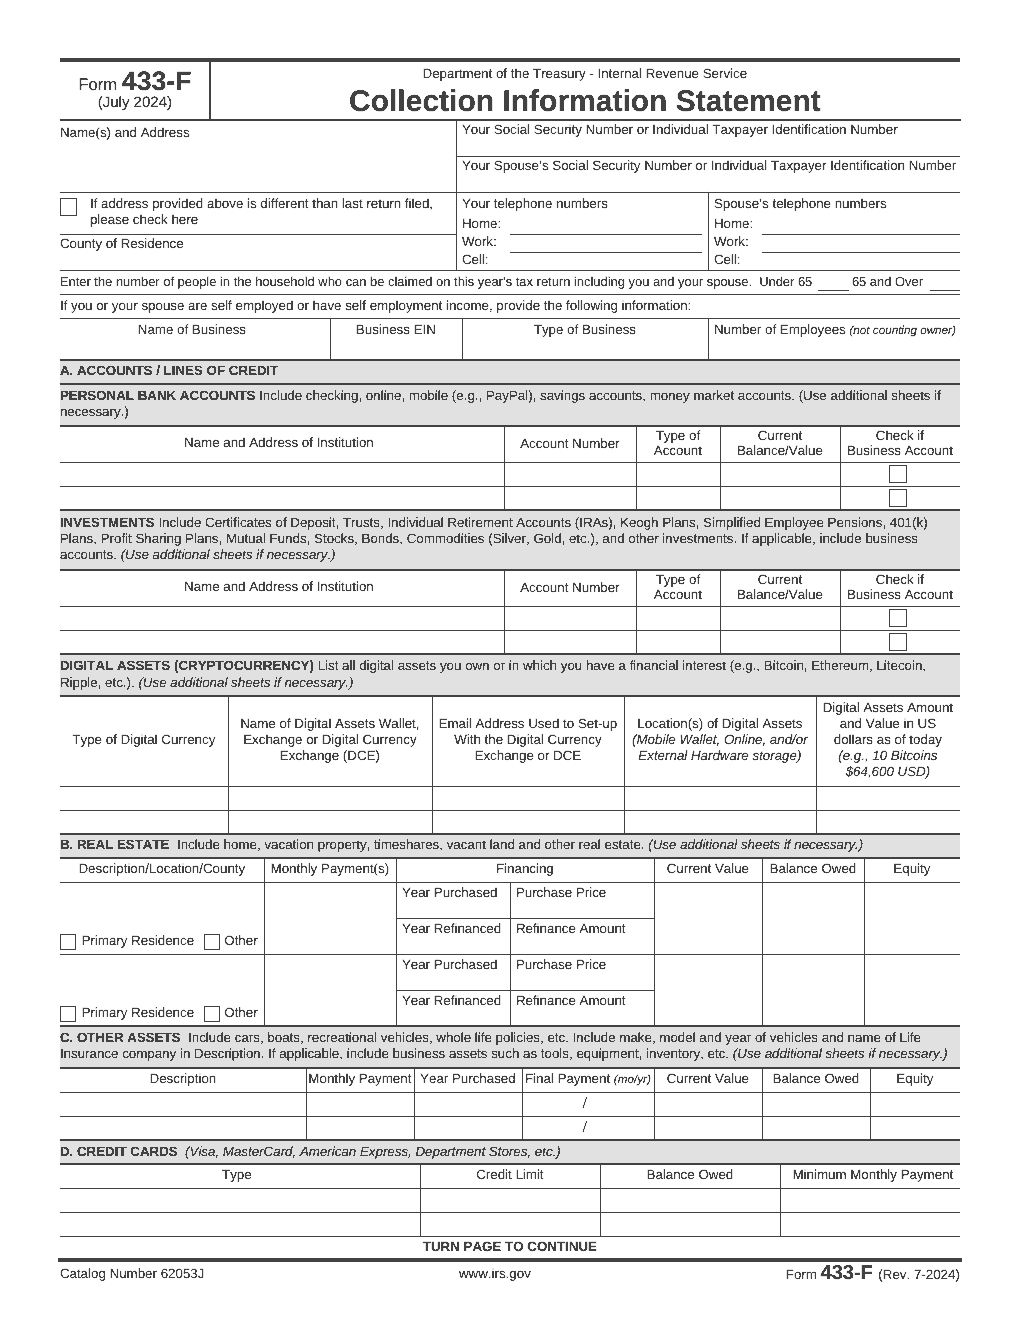 Form 433-F
(July 2024)
Department of the Treasury - Internal Revenue Service
Collection Information Statement
Name(s) and Address
Your Social Security Number or Individual Taxpayer Identification Number
Your Spouse's Social Security Number or Individual Taxpayer Identification Number
If address provided above is different than last return filed,
please check here
County of Residence
Your telephone numbers
Home:
Work:
Cell:
Spouse's telephone numbers
Home:
Work:
Cell:
Enter the number of people in the household who can be claimed on this year's tax return including you and your spouse. Under 65 ____ 65 and Over ____
If you or your spouse are self employed or have self employment income, provide the following information:
Name of Business
Business EIN
Type of Business
Number of Employees (not counting owner)
A. ACCOUNTS / LINES OF CREDIT
PERSONAL BANK ACCOUNTS Include checking, online, mobile (e.g., PayPal), savings accounts, money market accounts. (Use additional sheets if
necessary.)
Name and Address of Institution
Account Number
Type of
Account
Current
Balance/Value
Check if
Business Account
INVESTMENTS Include Certificates of Deposit, Trusts, Individual Retirement Accounts (IRAs), Keogh Plans, Simplified Employee Pensions, 401(k)
Plans, Profit Sharing Plans, Mutual Funds, Stocks, Bonds, Commodities (Silver, Gold, etc.), and other investments. If applicable, include business
accounts. (Use additional sheets if necessary.)
Name and Address of Institution
Account Number
Type of
Account
Current
Balance/Value
Check if
Business Account
DIGITAL ASSETS (CRYPTOCURRENCY) List all digital assets you own or in which you have a financial interest (e.g., Bitcoin, Ethereum, Litecoin,
Ripple, etc.). (Use additional sheets if necessary.)
Type of Digital Currency
Name of Digital Assets Wallet,
Exchange or Digital Currency
Exchange (DCE)
Email Address Used to Set-up
With the Digital Currency
Exchange or DCE
Location(s) of Digital Assets
(Mobile Wallet, Online, and/or
External Hardware storage)
Digital Assets Amount
and Value in US
dollars as of today
(e.g., 10 Bitcoins
$64,600 USD)
B. REAL ESTATE Include home, vacation property, timeshares, vacant land and other real estate. (Use additional sheets if necessary.)
Description/Location/County
Monthly Payment(s)
Financing
Current Value
Balance Owed
Equity
Primary Residence
Other
Year Purchased
Purchase Price
Year Refinanced
Refinance Amount
Primary Residence
Other
Year Purchased
Purchase Price
Year Refinanced
Refinance Amount
C. OTHER ASSETS Include cars, boats, recreational vehicles, whole life policies, etc. Include make, model and year of vehicles and name of Life
Insurance company in Description. If applicable, include business assets such as tools, equipment, inventory, etc. (Use additional sheets if necessary.)
Description
Monthly Payment
Year Purchased
Final Payment (mo/yr)
Current Value
Balance Owed
Equity
/
/
D. CREDIT CARDS (Visa, MasterCard, American Express, Department Stores, etc.)
Type
Credit Limit
Balance Owed
Minimum Monthly Payment
TURN PAGE TO CONTINUE
Catalog Number 62053J
www.irs.gov
Form 433-F (Rev. 7-2024)